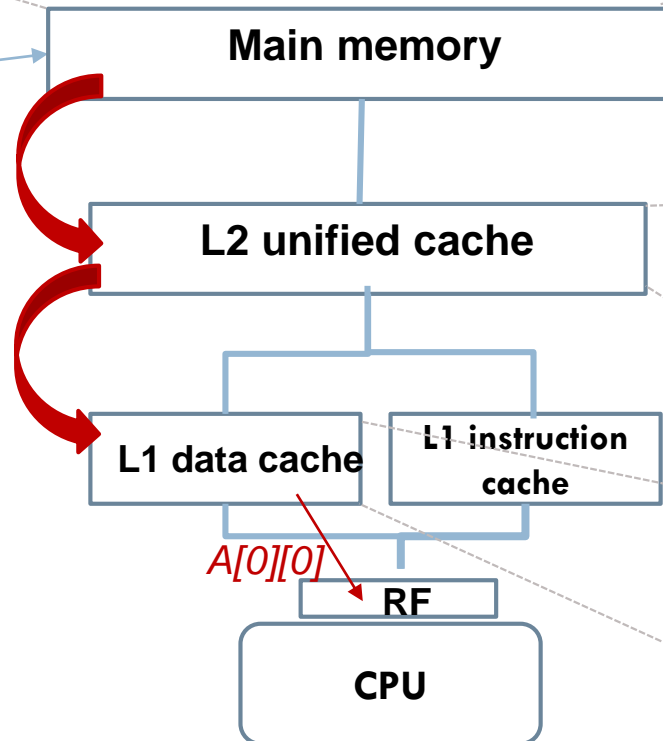 Main memory
L2 unified cache
L1 data cache
L1 instruction
cache
A[0][0]
RF
CPU